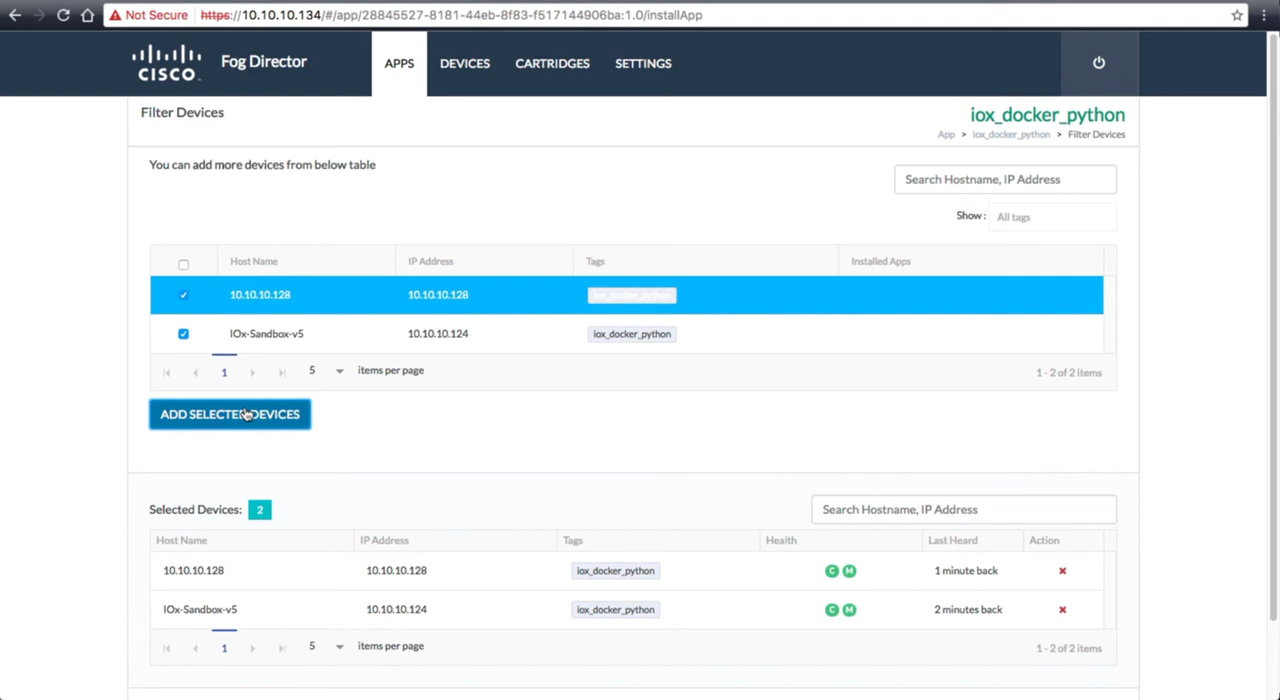 Not Secure https://10.10.10.134/#/app/28845527-8181-44eb-8f83-f517144906ba:1.0/installApp
CISCO Fog Director APPS DEVICES CARTRIDGES SETTINGS
Filter Devices
iox_docker_python
App > iox_docker_python > Filter Devices
You can add more devices from below table
Search Hostname, IP Address
Show : All tags
Host Name IP Address Tags Installed Apps
10.10.10.128 10.10.10.128 iox_docker_python
IOx-Sandbox-v5 10.10.10.124 iox_docker_python
1 5 items per page 1 - 2 of 2 items
ADD SELECTED DEVICES
Selected Devices: 2 Search Hostname, IP Address
Host Name IP Address Tags Health Last Heard Action
10.10.10.128 10.10.10.128 iox_docker_python C M 1 minute back
IOx-Sandbox-v5 10.10.10.124 iox_docker_python C M 2 minutes back
1 5 items per page 1 - 2 of 2 items